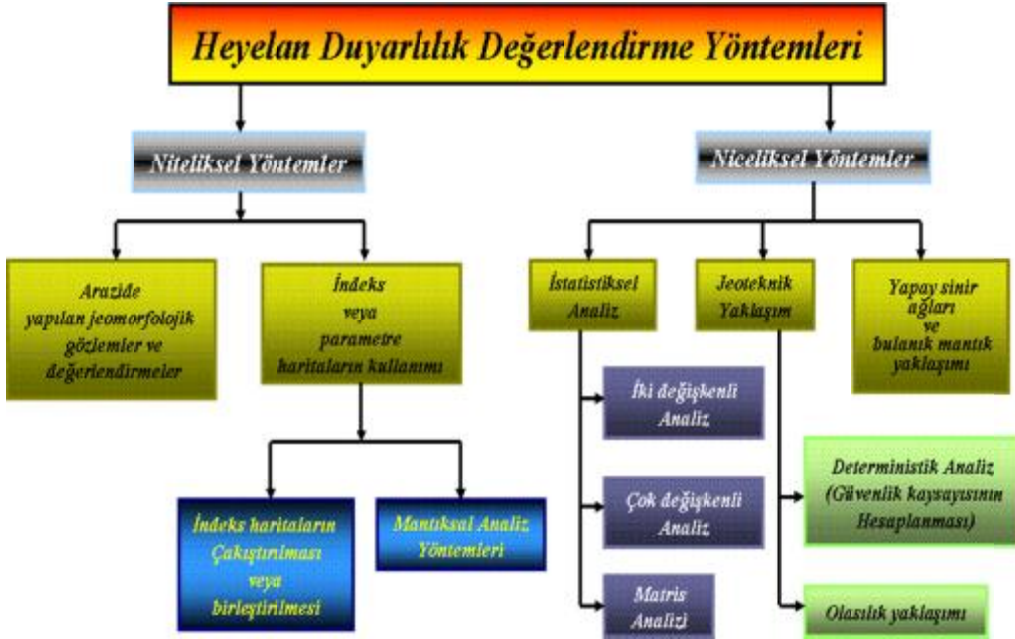 Heyelan Duyarlılık Değerlendirme Yöntemleri
Niteliksel Yöntemler
Niceliksel Yöntemler
Arazide
yapılan jeomorfolojik
gözlemler ve
değerlendirmeler
İndeks
veya
parametre
haritaların kullanımı
İstatistiksel
Analiz
Jeoteknik
Yaklaşım
Yapay sinir
ağları
ve
bulanık mantık
yaklaşımı
İndeks haritaların
Çakıştırılması
veya
birleştirilmesi
Mantıksal Analiz
Yöntemleri
İki değişkenli
Analiz
Çok değişkenli
Analiz
Matris
Analizi
Deterministik Analiz
(Güvenlik kaysayısının
Hesaplanması)
Olasılık yaklaşımı